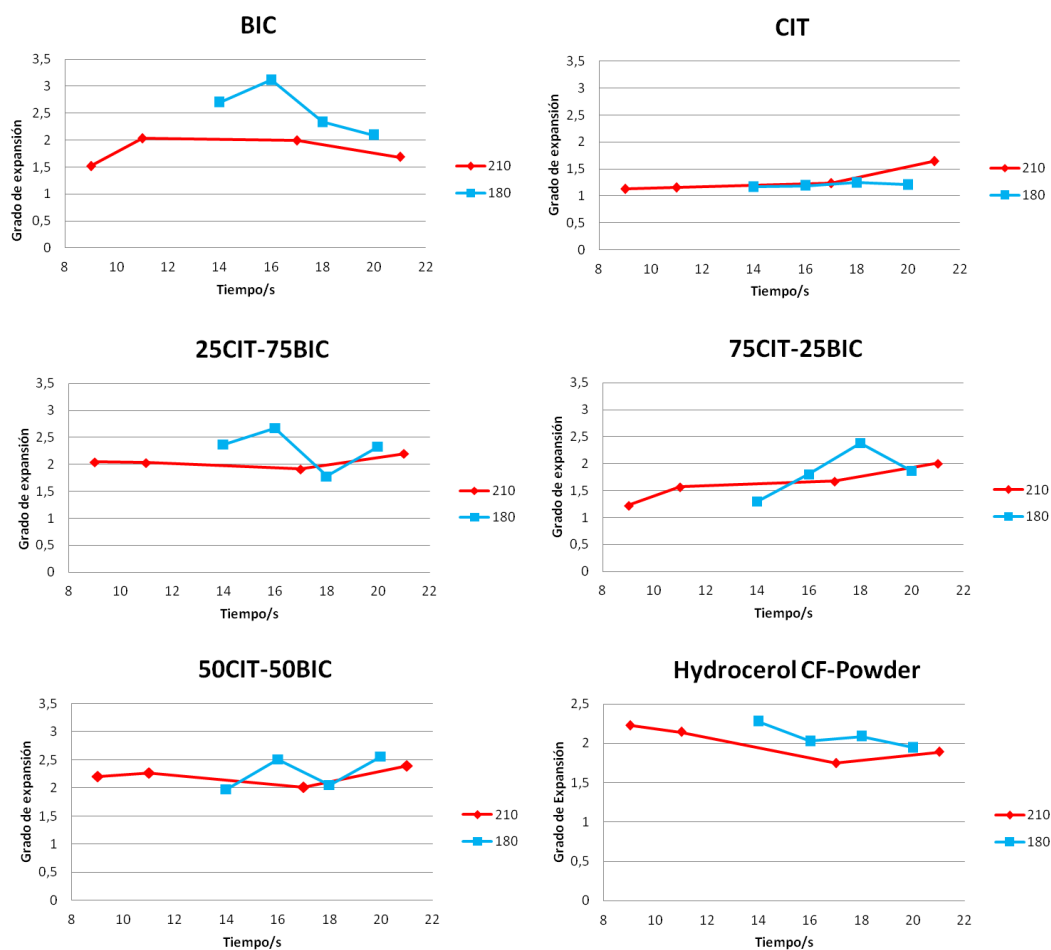 BIC
3,5
3
2,5
2
1,5
1
0,5
0
8 10 12 14 16 18 20 22
Grado de expansión
Tiempo/s
210
180
CIT
3,5
3
2,5
2
1,5
1
0,5
0
8 10 12 14 16 18 20 22
Grado de expansión
Tiempo/s
210
180
25CIT-75BIC
3,5
3
2,5
2
1,5
1
0,5
0
8 10 12 14 16 18 20 22
Grado de expansión
Tiempo/s
210
180
75CIT-25BIC
3,5
3
2,5
2
1,5
1
0,5
0
8 10 12 14 16 18 20 22
Grado de expansión
Tiempo/s
210
180
50CIT-50BIC
3,5
3
2,5
2
1,5
1
0,5
0
8 10 12 14 16 18 20 22
Grado de expansión
Tiempo/s
210
180
Hydrocerol CF-Powder
2,5
2
1,5
1
0,5
0
8 10 12 14 16 18 20 22
Grado de Expansión
Tiempo/s
210
180